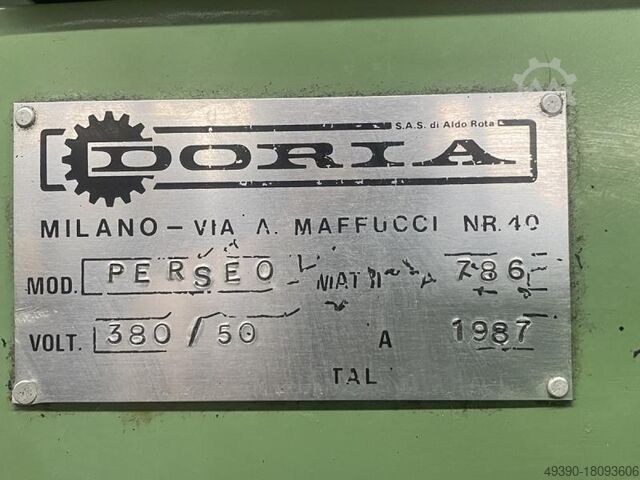 S.A.S. di Aldo Rota
DORIA
MILANO - VIA A. MAFFUCCI NR. 40
MOD. PERSEO MATR A 786
VOLT. 380/50 A 1987
TAL
49390-18093606